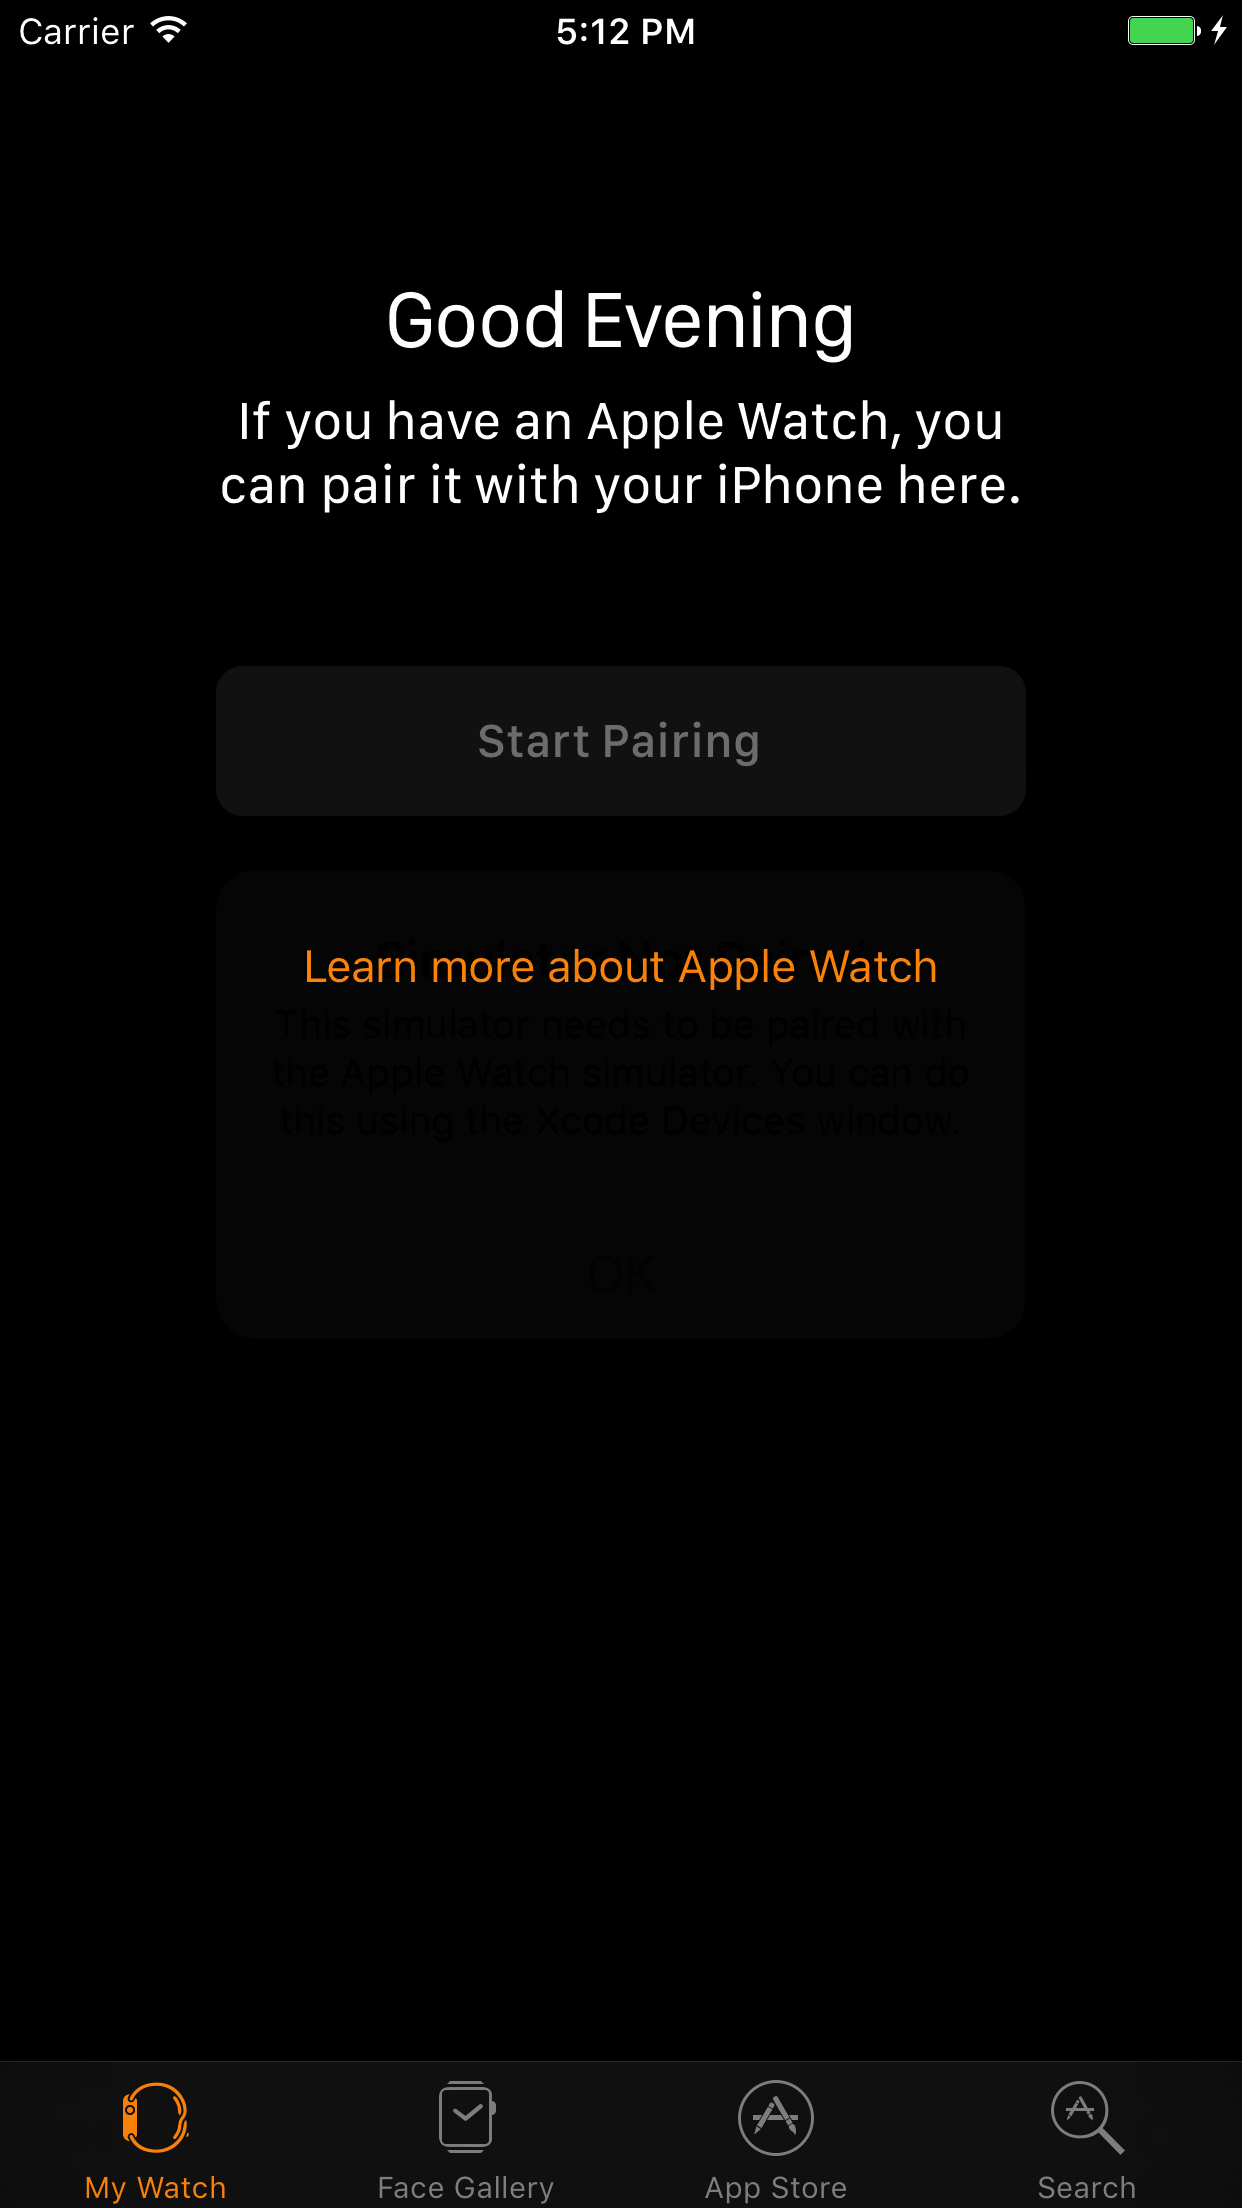 Carrier
5:12 PM
Good Evening
If you have an Apple Watch, you
can pair it with your iPhone here.
Start Pairing
Learn more about Apple Watch
This simulator needs to be paired with
the Apple Watch simulator. You can do
this using the Xcode Devices window.
OK
My Watch
Face Gallery
App Store
Search